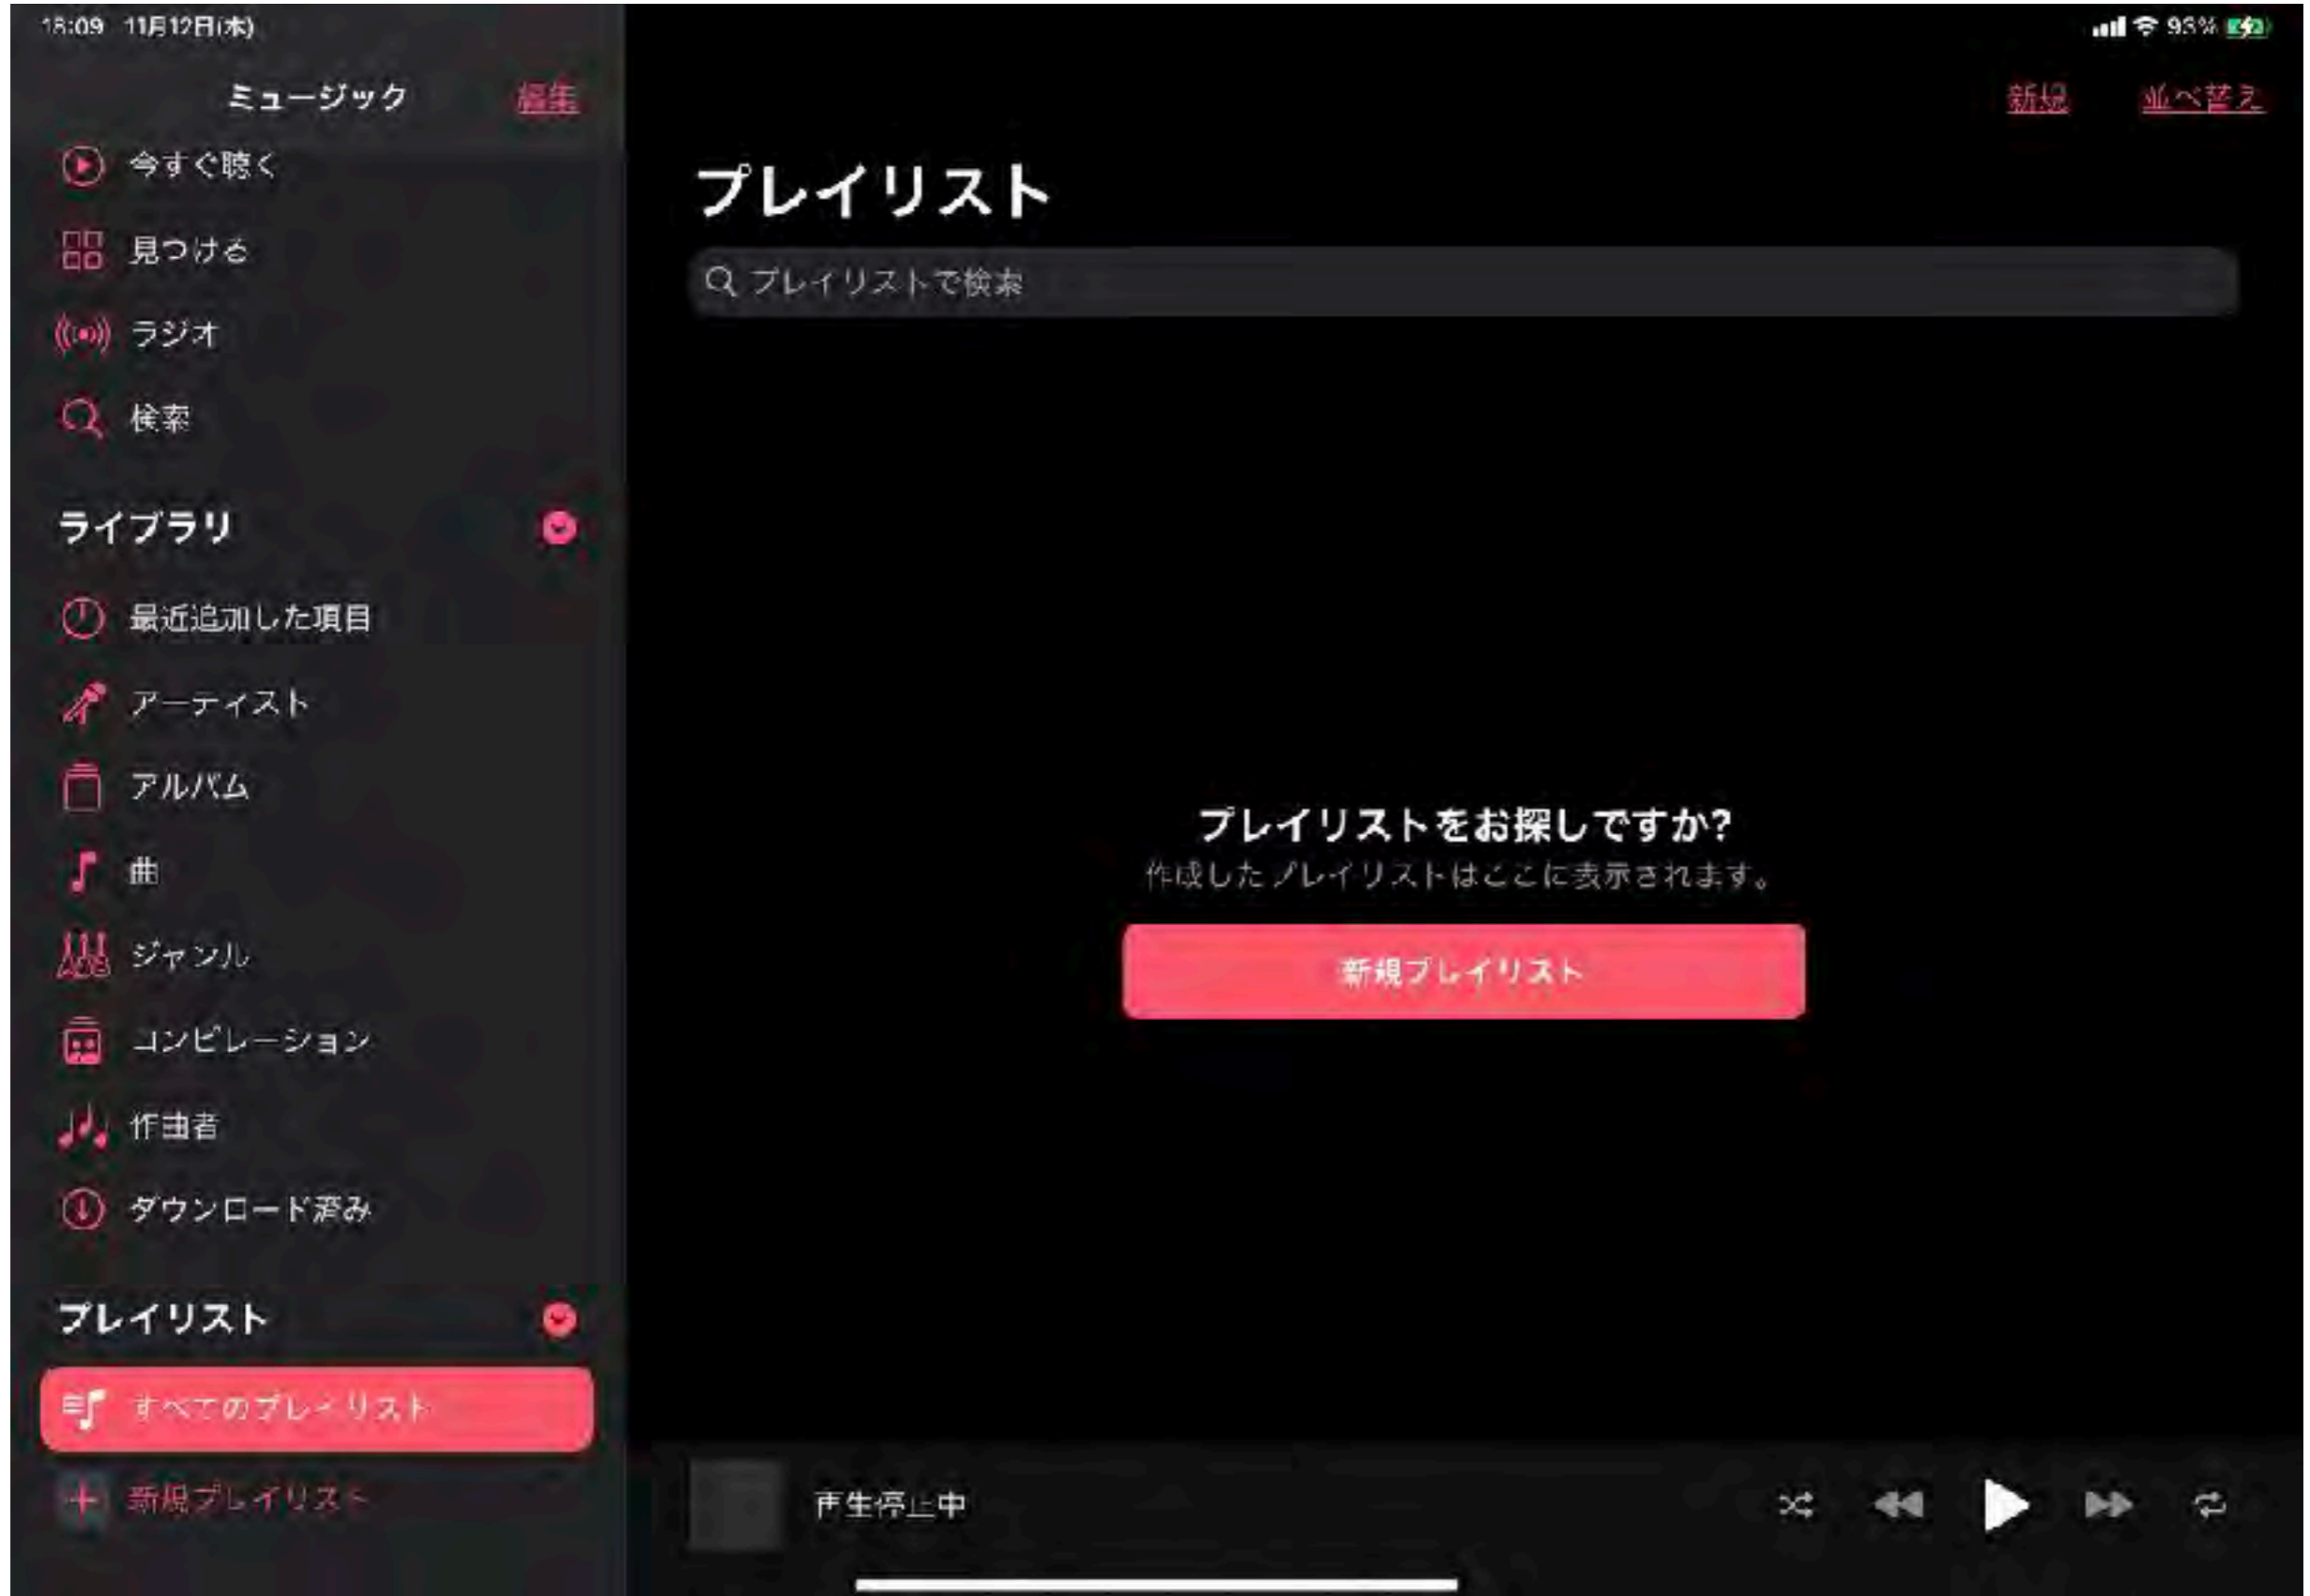 18:09 11月12日(木)
93%
ミュージック
編集
今すぐ聴く
見つける
ラジオ
検索
ライブラリ
最近追加した項目
アーティスト
アルバム
曲
ジャンル
コンピレーション
作曲者
ダウンロード済み
プレイリスト
すべてのプレイリスト
新規プレイリスト
新規
並べ替え
プレイリスト
プレイリストで検索
プレイリストをお探しですか?
作成したプレイリストはここに表示されます。
新規プレイリスト
再生停止中